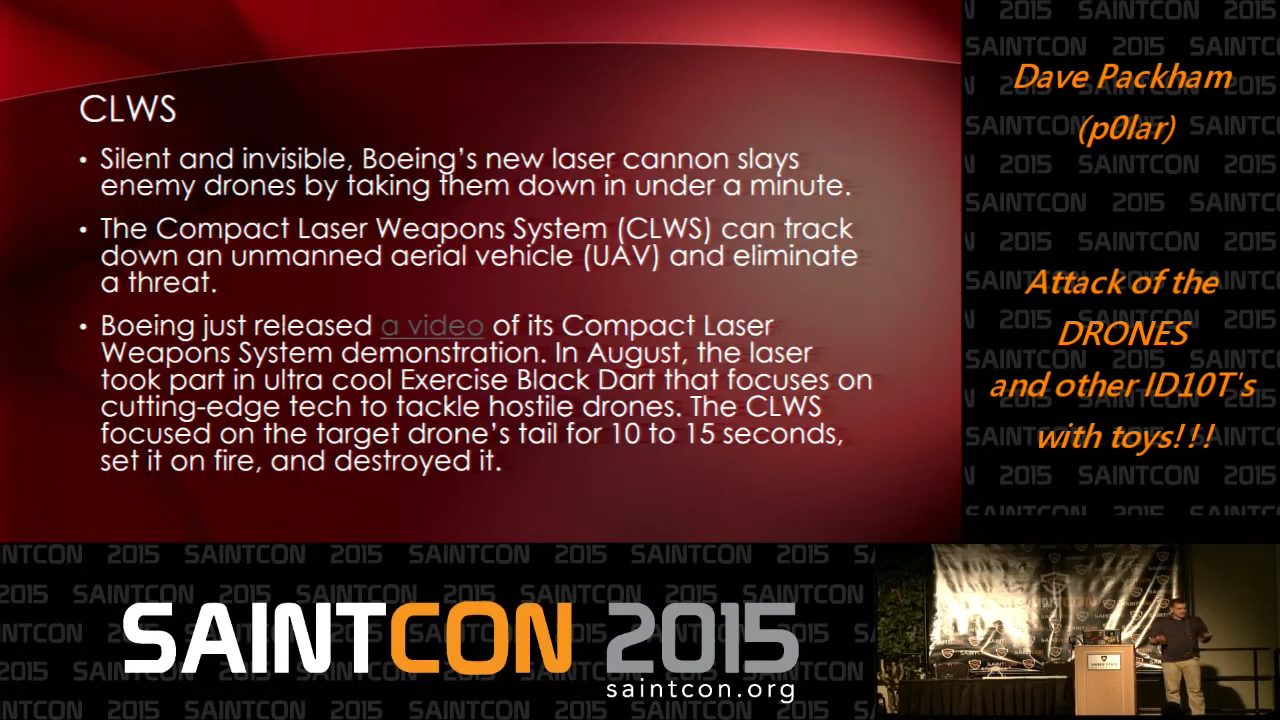 CLWS
• Silent and invisible, Boeing's new laser cannon slays
enemy drones by taking them down in under a minute.
• The Compact Laser Weapons System (CLWS) can track
down an unmanned aerial vehicle (UAV) and eliminate
a threat.
• Boeing just released a video of its Compact Laser
Weapons System demonstration. In August, the laser
took part in ultra cool Exercise Black Dart that focuses on
cutting-edge tech to tackle hostile drones. The CLWS
focused on the target drone's tail for 10 to 15 seconds,
set it on fire, and destroyed it.
Dave Packham
(p0lar)
Attack of the
DRONES
and other ID10T's
with toys!!!
SAINTCON 2015
saintcon.org